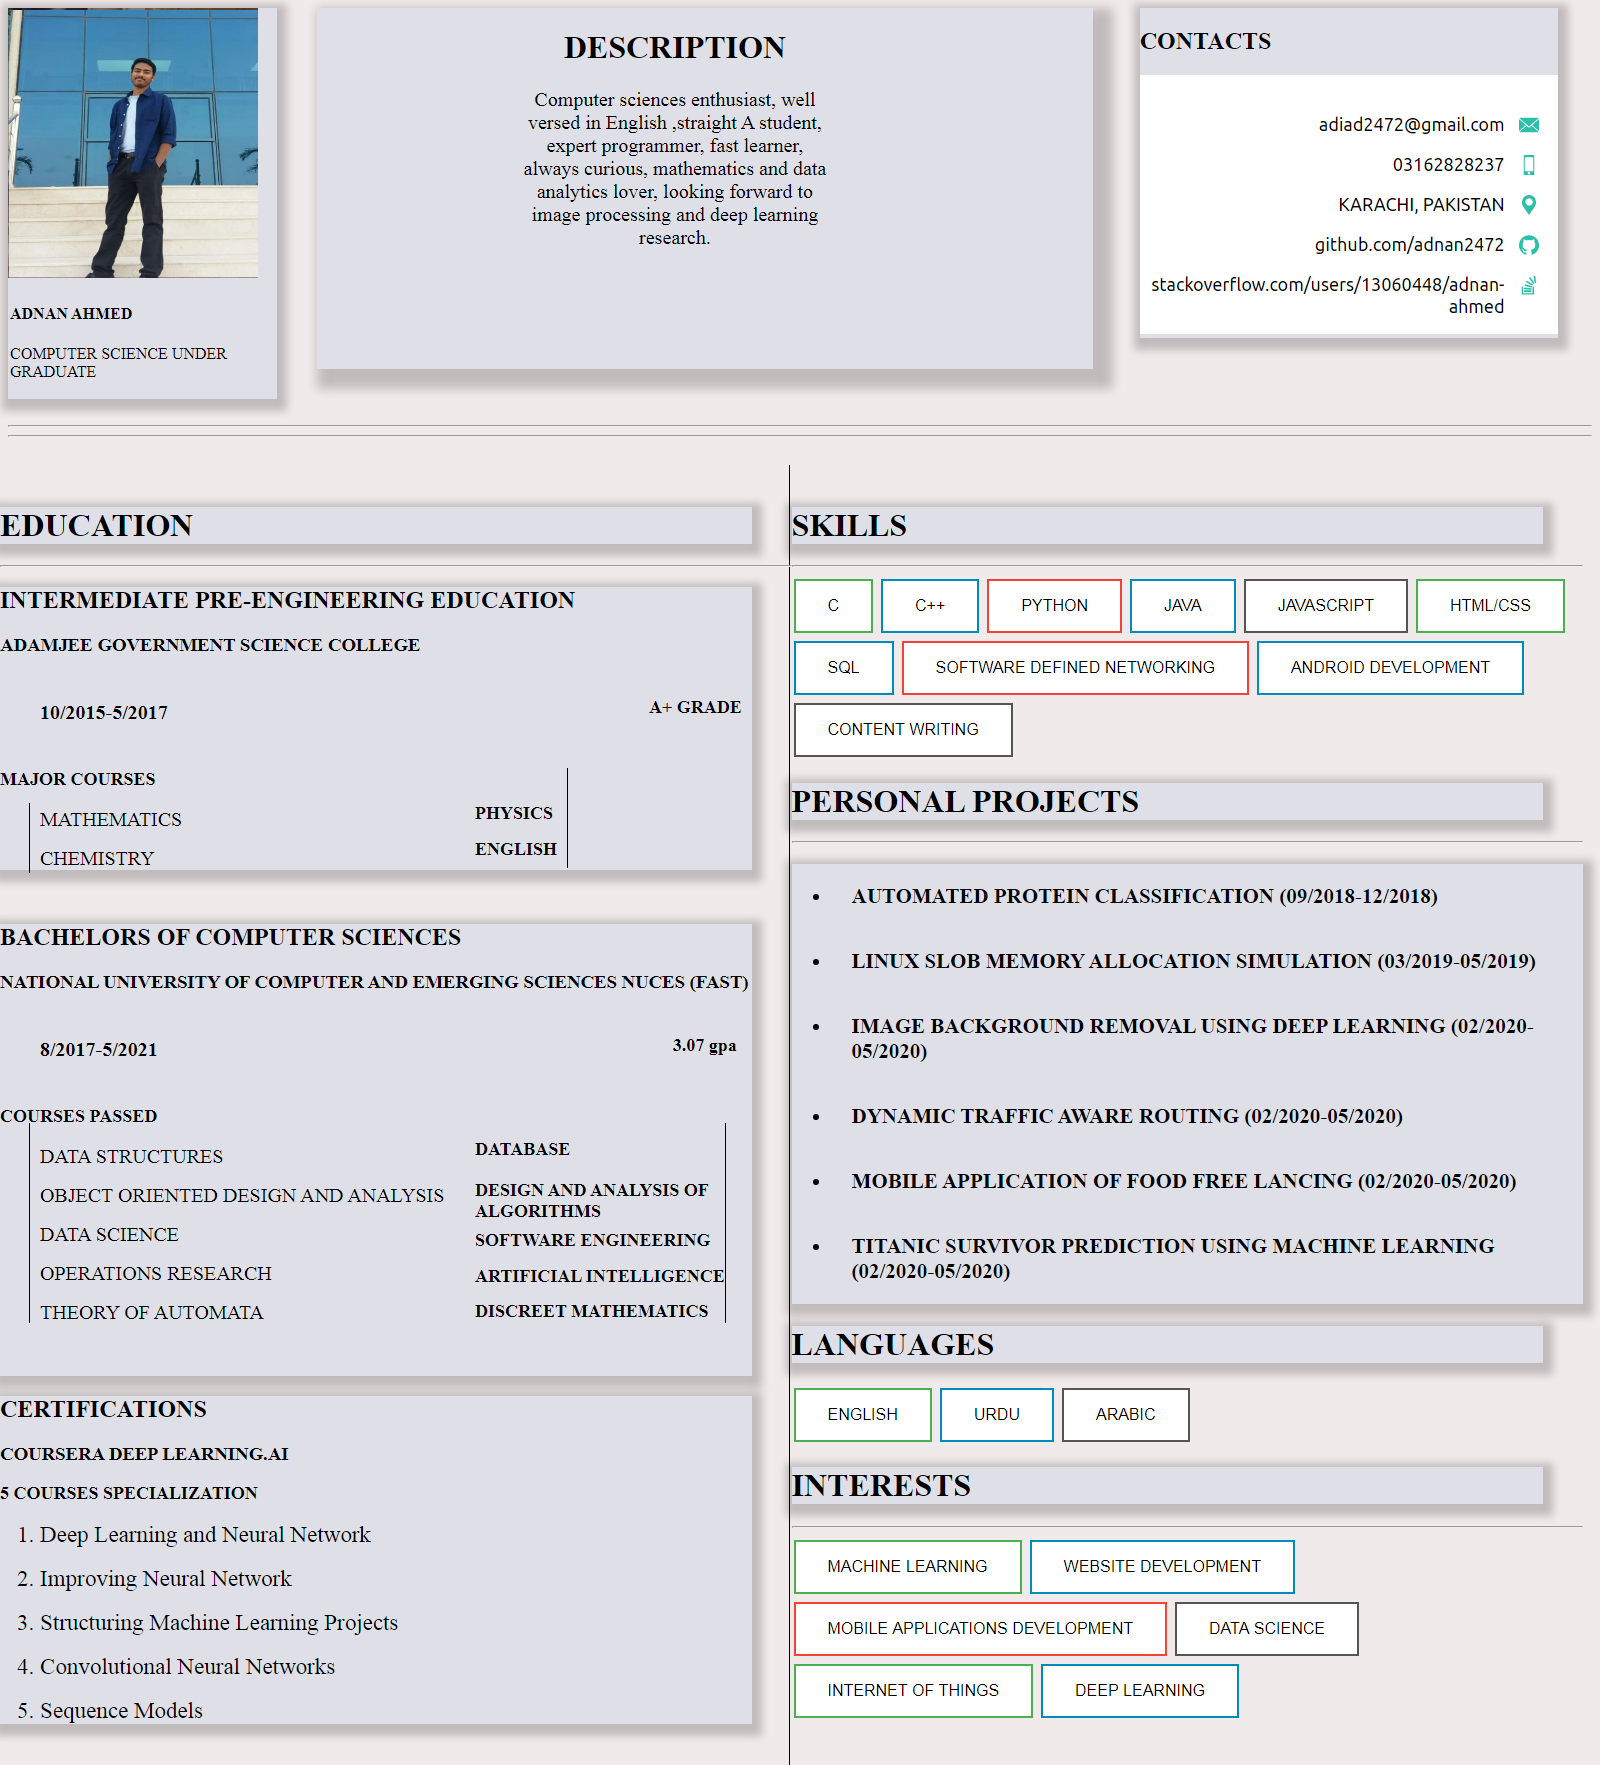 ADNAN AHMED
COMPUTER SCIENCE UNDER
GRADUATE
DESCRIPTION
Computer sciences enthusiast, well
versed in English ,straight A student,
expert programmer, fast learner,
always curious, mathematics and data
analytics lover, looking forward to
image processing and deep learning
research.
CONTACTS
adiad2472@gmail.com
03162828237
KARACHI, PAKISTAN
github.com/adnan2472
stackoverflow.com/users/13060448/adnan-
ahmed
EDUCATION
INTERMEDIATE PRE-ENGINEERING EDUCATION
ADAMJEE GOVERNMENT SCIENCE COLLEGE
10/2015-5/2017
A+ GRADE
MAJOR COURSES
MATHEMATICS
CHEMISTRY
PHYSICS
ENGLISH
BACHELORS OF COMPUTER SCIENCES
NATIONAL UNIVERSITY OF COMPUTER AND EMERGING SCIENCES NUCES (FAST)
8/2017-5/2021
3.07 gpa
COURSES PASSED
DATA STRUCTURES
OBJECT ORIENTED DESIGN AND ANALYSIS
DATA SCIENCE
OPERATIONS RESEARCH
THEORY OF AUTOMATA
DATABASE
DESIGN AND ANALYSIS OF
ALGORITHMS
SOFTWARE ENGINEERING
ARTIFICIAL INTELLIGENCE
DISCREET MATHEMATICS
CERTIFICATIONS
COURSERA DEEP LEARNING.AI
5 COURSES SPECIALIZATION
1. Deep Learning and Neural Network
2. Improving Neural Network
3. Structuring Machine Learning Projects
4. Convolutional Neural Networks
5. Sequence Models
SKILLS
C
C++
PYTHON
JAVA
JAVASCRIPT
HTML/CSS
SQL
SOFTWARE DEFINED NETWORKING
ANDROID DEVELOPMENT
CONTENT WRITING
PERSONAL PROJECTS
• AUTOMATED PROTEIN CLASSIFICATION (09/2018-12/2018)
• LINUX SLOB MEMORY ALLOCATION SIMULATION (03/2019-05/2019)
• IMAGE BACKGROUND REMOVAL USING DEEP LEARNING (02/2020-
05/2020)
• DYNAMIC TRAFFIC AWARE ROUTING (02/2020-05/2020)
• MOBILE APPLICATION OF FOOD FREE LANCING (02/2020-05/2020)
• TITANIC SURVIVOR PREDICTION USING MACHINE LEARNING
(02/2020-05/2020)
LANGUAGES
ENGLISH
URDU
ARABIC
INTERESTS
MACHINE LEARNING
WEBSITE DEVELOPMENT
MOBILE APPLICATIONS DEVELOPMENT
DATA SCIENCE
INTERNET OF THINGS
DEEP LEARNING